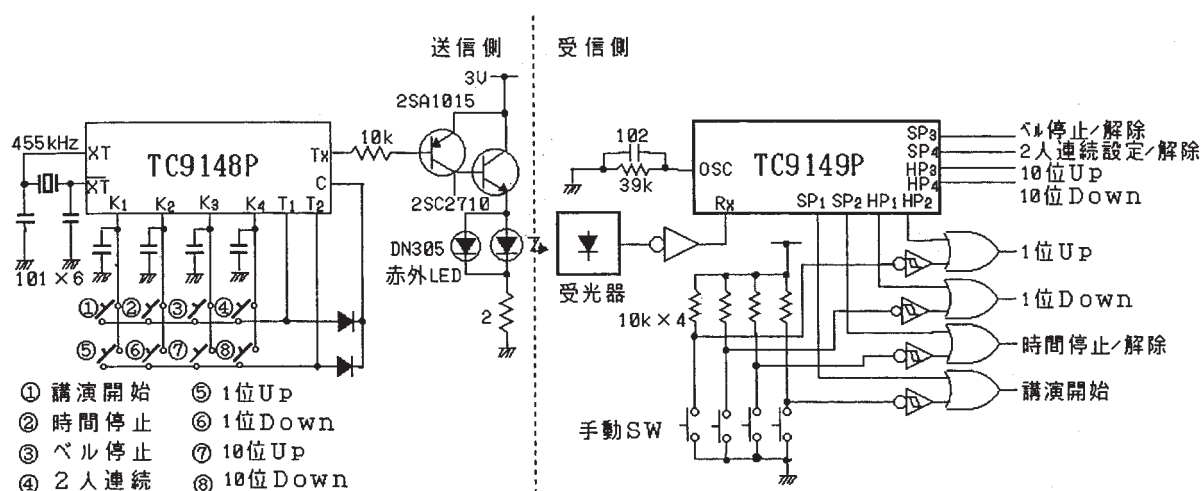 送信側
受信側
3V
2SA1015
455kHz
XT
TC9148P
Tx
10k
102
39k
OSC
TC9149P
SP3
SP4
HP3
HP4
ベル停止/解除
2人連続設定/解除
10位Up
10位Down
XT
C
K1
K2
K3
K4
T1
T2
2SC2710
Rx
SP1
SP2
HP1
HP2
DN305
赤外LED
受光器
1位Up
101×6
2
10k×4
1位Down
① ② ③ ④
⑤ ⑥ ⑦ ⑧
時間停止/解除
講演開始
手動SW
① 講演開始
⑤ 1位Up
② 時間停止
⑥ 1位Down
③ ベル停止
⑦ 10位Up
④ 2人連続
⑧ 10位Down